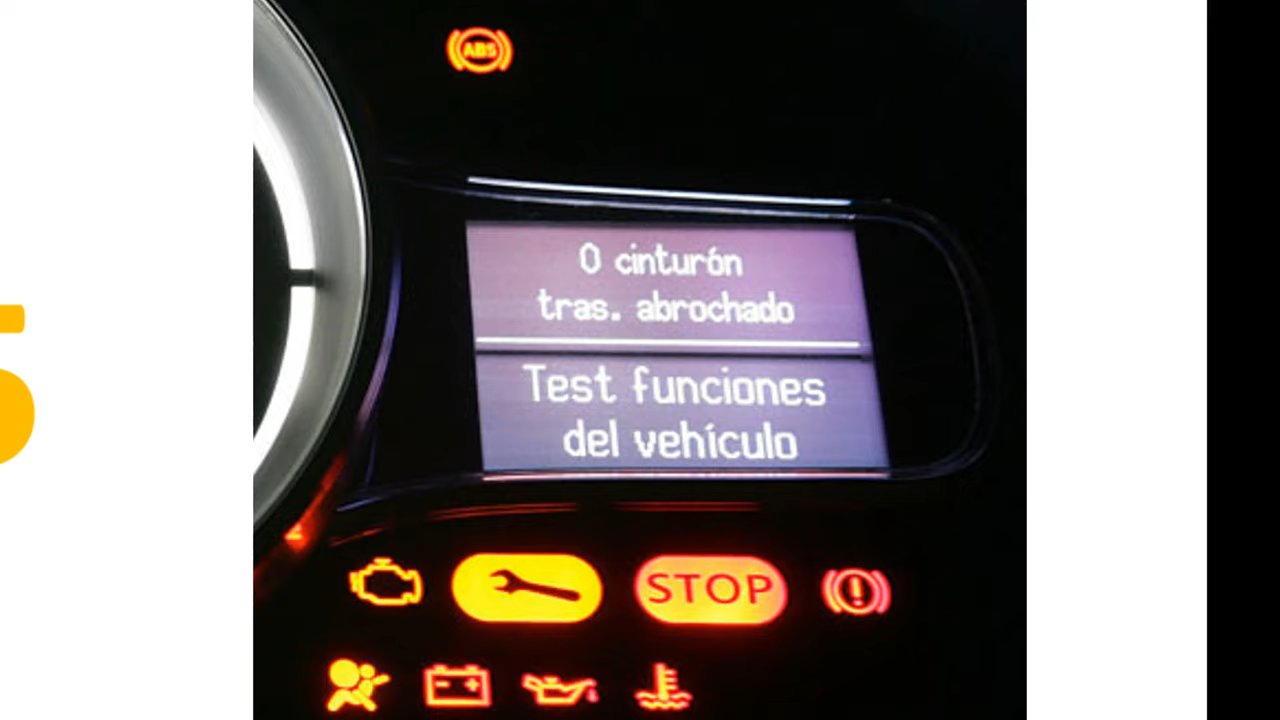 ABS
0 cinturón
tras. abrochado
Test funciones
del vehículo
STOP